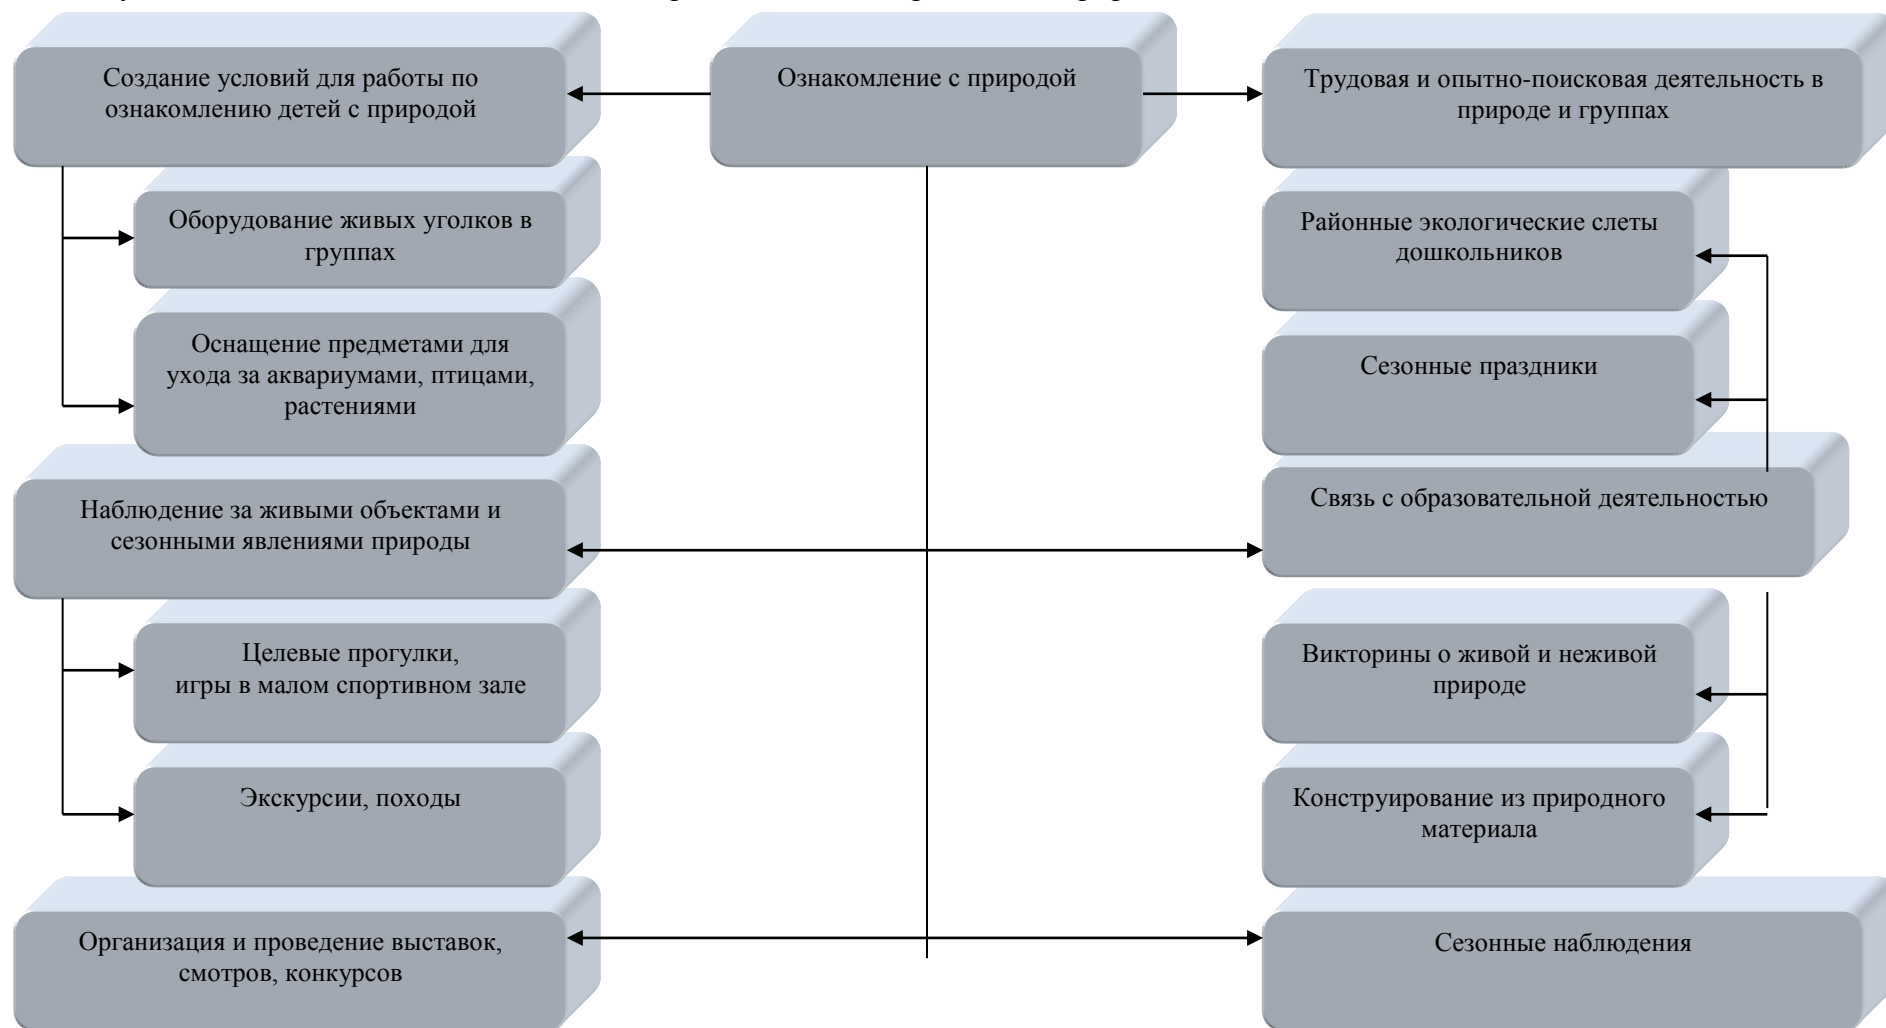 Создание условий для работы по
ознакомлению детей с природой
Ознакомление с природой
Трудовая и опытно-поисковая деятельность в
природе и группах
Оборудование живых уголков в
группах
Районные экологические слеты
дошкольников
Оснащение предметами для
ухода за аквариумами, птицами,
растениями
Сезонные праздники
Наблюдение за живыми объектами и
сезонными явлениями природы
Связь с образовательной деятельностью
Целевые прогулки,
игры в малом спортивном зале
Викторины о живой и неживой
природе
Экскурсии, походы
Конструирование из природного
материала
Организация и проведение выставок,
смотров, конкурсов
Сезонные наблюдения